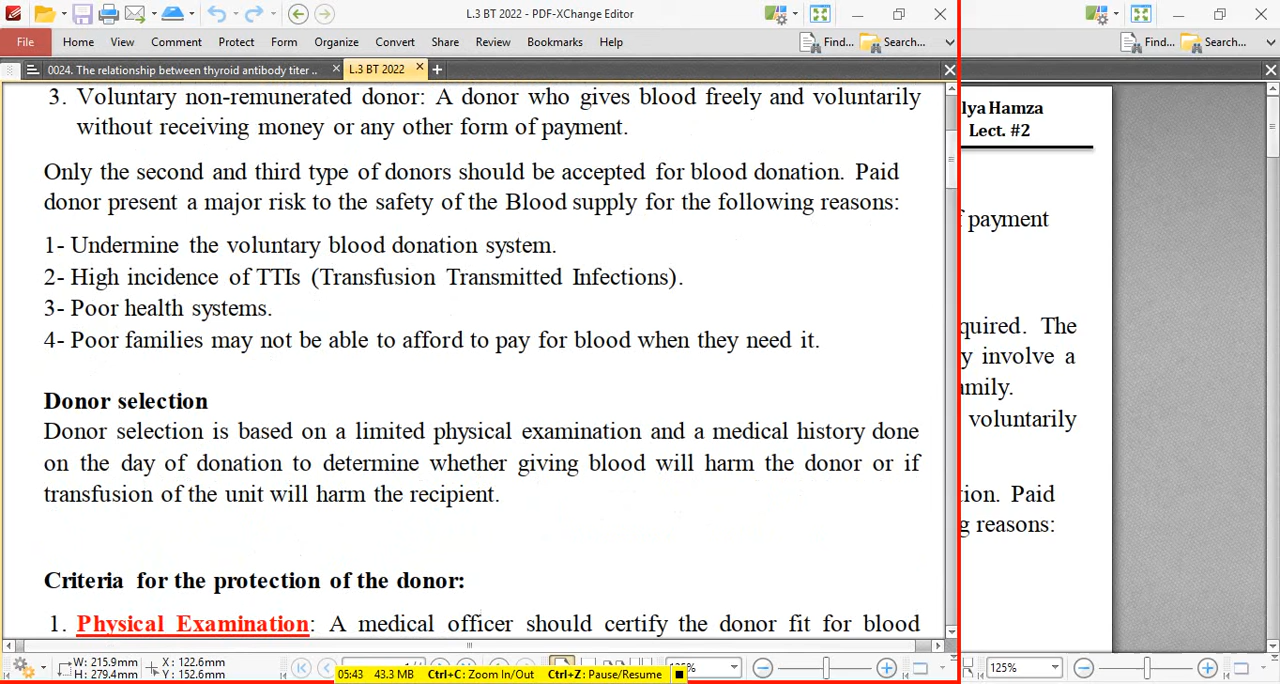 L.3 BT 2022 - PDF-XChange Editor
File Home View Comment Protect Form Organize Convert Share Review Bookmarks Help Find... Search... Find... Search...
0024. The relationship between thyroid antibody titer .. L.3 BT 2022
3. Voluntary non-remunerated donor: A donor who gives blood freely and voluntarily
without receiving money or any other form of payment.
Only the second and third type of donors should be accepted for blood donation. Paid
donor present a major risk to the safety of the Blood supply for the following reasons:
1- Undermine the voluntary blood donation system.
2- High incidence of TTIs (Transfusion Transmitted Infections).
3- Poor health systems.
4- Poor families may not be able to afford to pay for blood when they need it.
Donor selection
Donor selection is based on a limited physical examination and a medical history done
on the day of donation to determine whether giving blood will harm the donor or if
transfusion of the unit will harm the recipient.
Criteria for the protection of the donor:
1. Physical Examination: A medical officer should certify the donor fit for blood
lya Hamza
Lect. #2
f payment
quired. The
y involve a
amily.
voluntarily
tion. Paid
g reasons:
W: 215.9mm X: 122.6mm
H: 279.4mm Y: 152.6mm
05:43 43.3 MB Ctrl+C: Zoom In/Out Ctrl+Z: Pause/Resume
125%